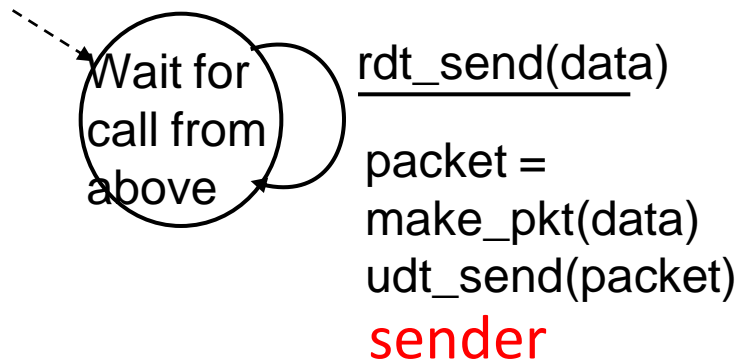 Wait for
call from
above
rdt_send(data)
packet =
make_pkt(data)
udt_send(packet)
sender